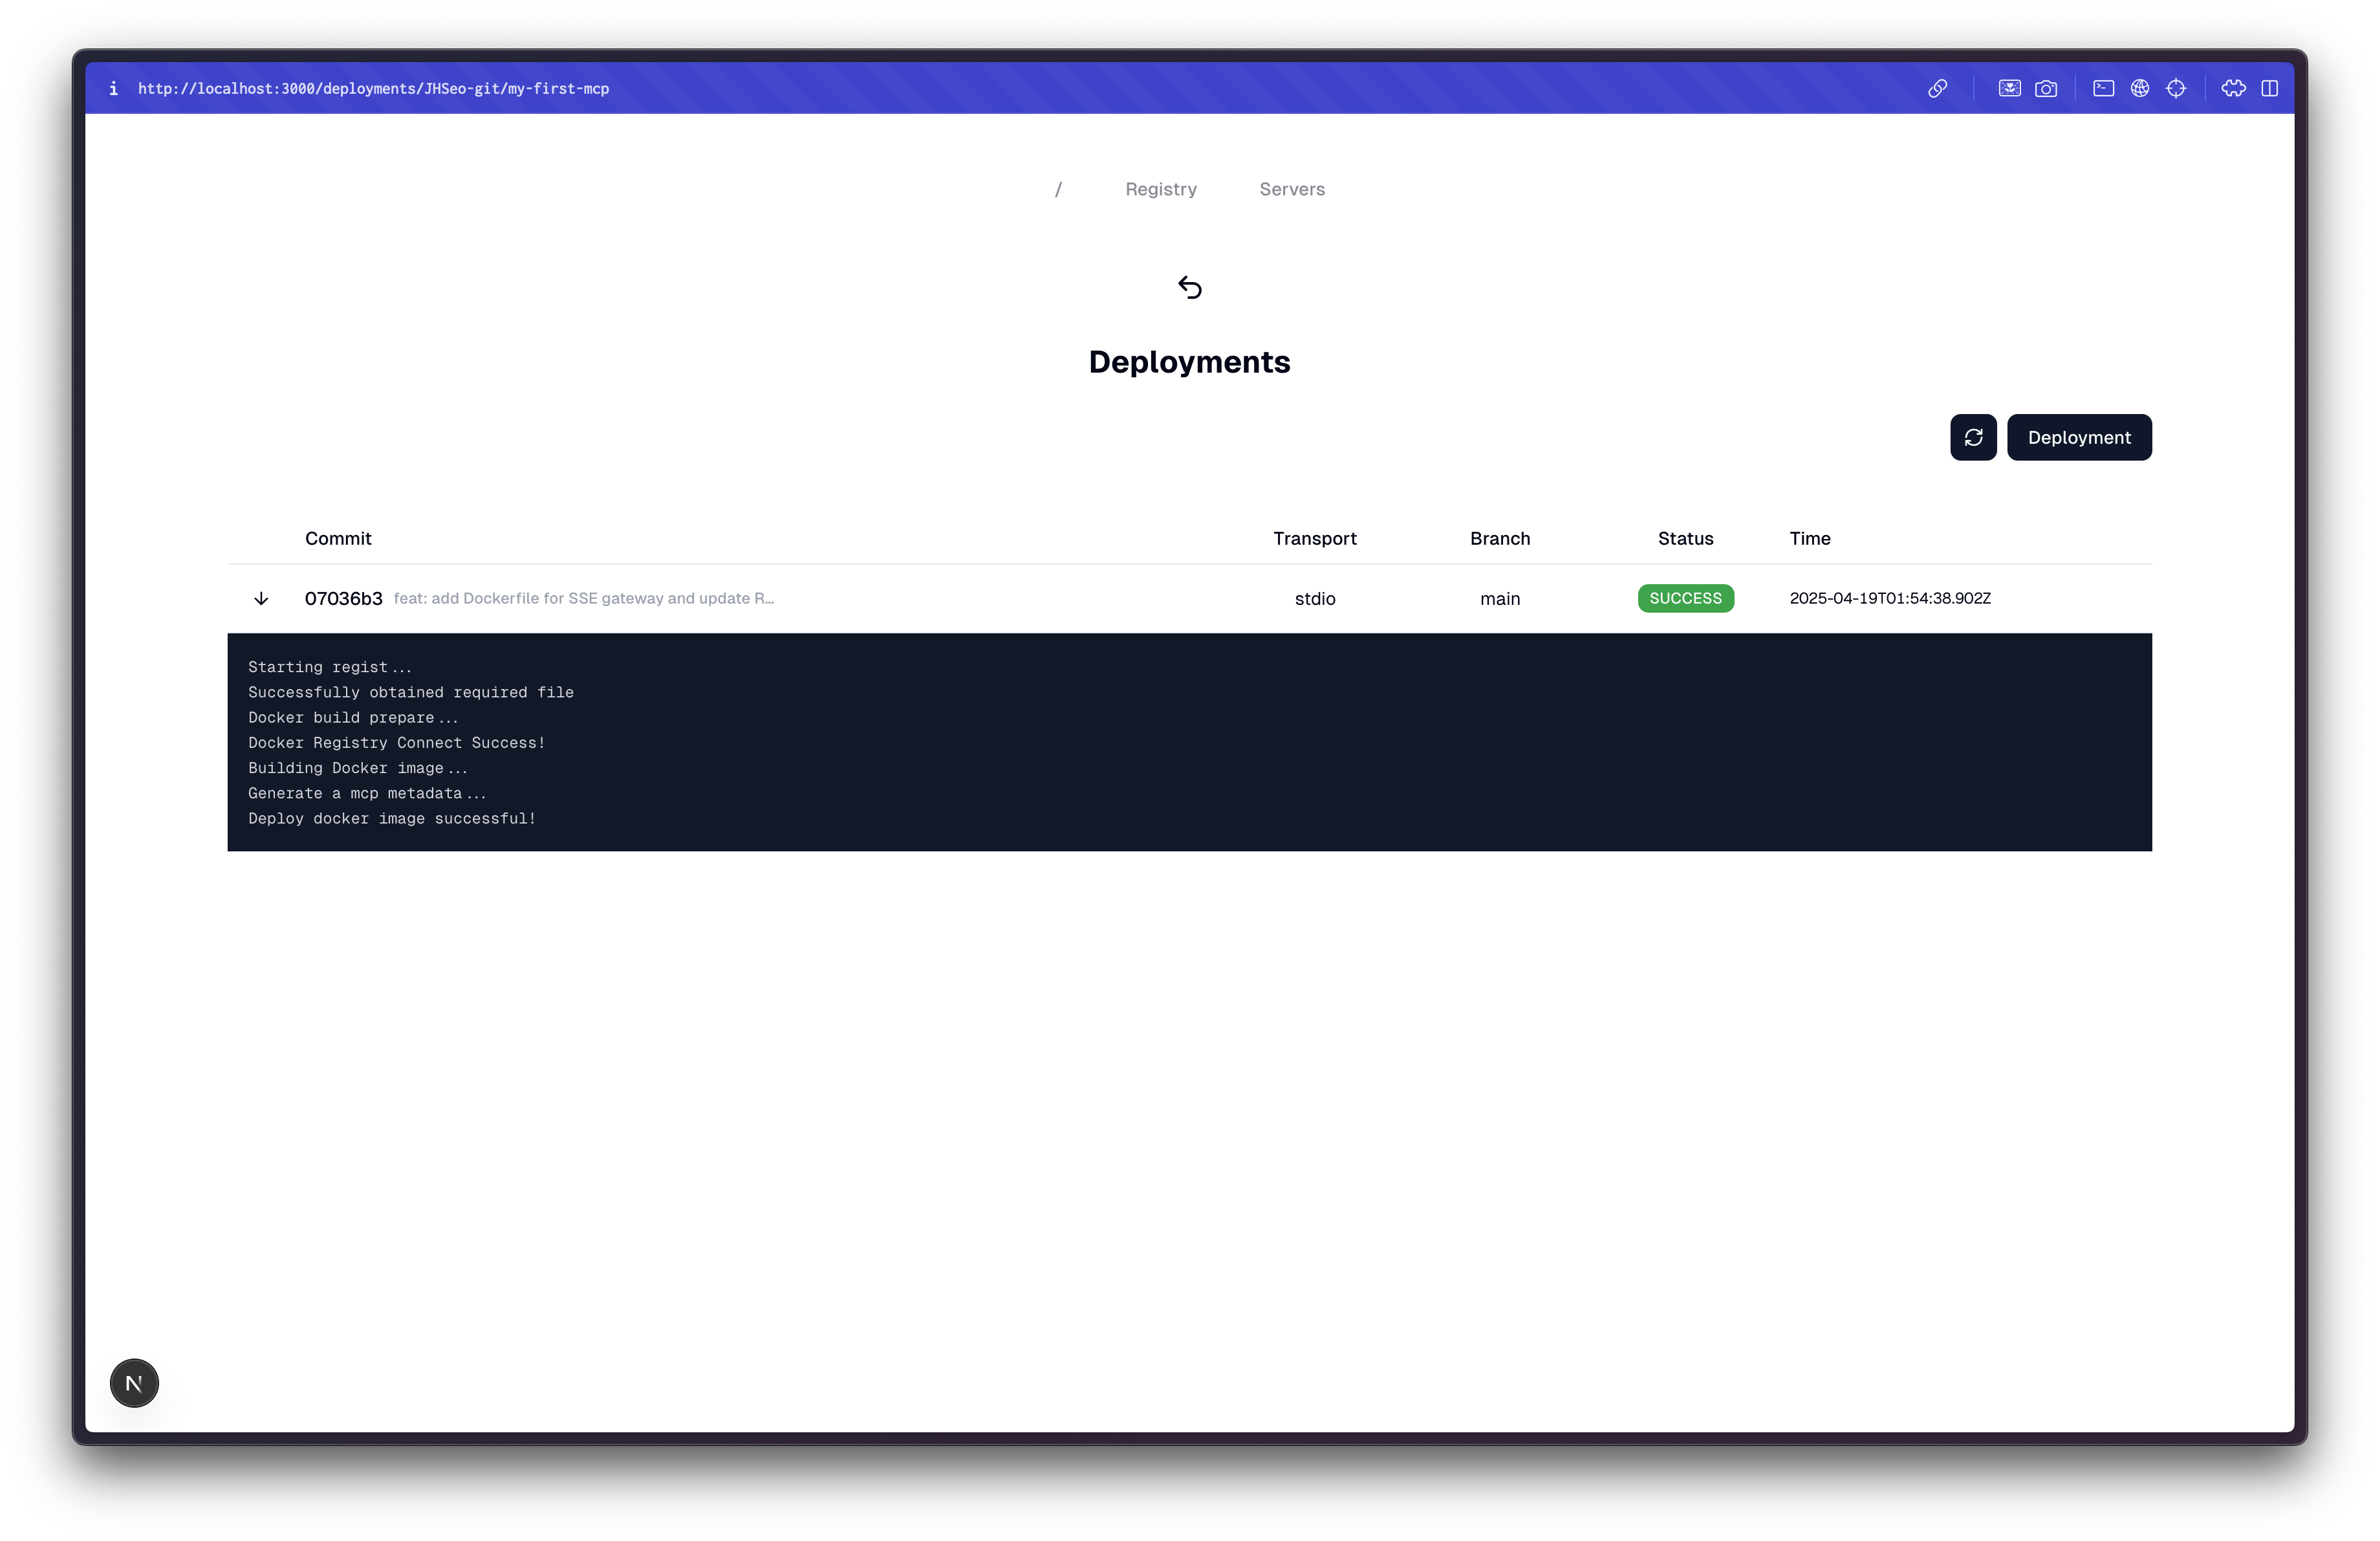 i http://localhost:3000/deployments/JHSeo-git/my-first-mcp
/ Registry Servers
Deployments
Deployment
Commit Transport Branch Status Time
07036b3 feat: add Dockerfile for SSE gateway and update R... stdio main SUCCESS 2025-04-19T01:54:38.902Z
Starting regist...
Successfully obtained required file
Docker build prepare...
Docker Registry Connect Success!
Building Docker image...
Generate a mcp metadata...
Deploy docker image successful!
N